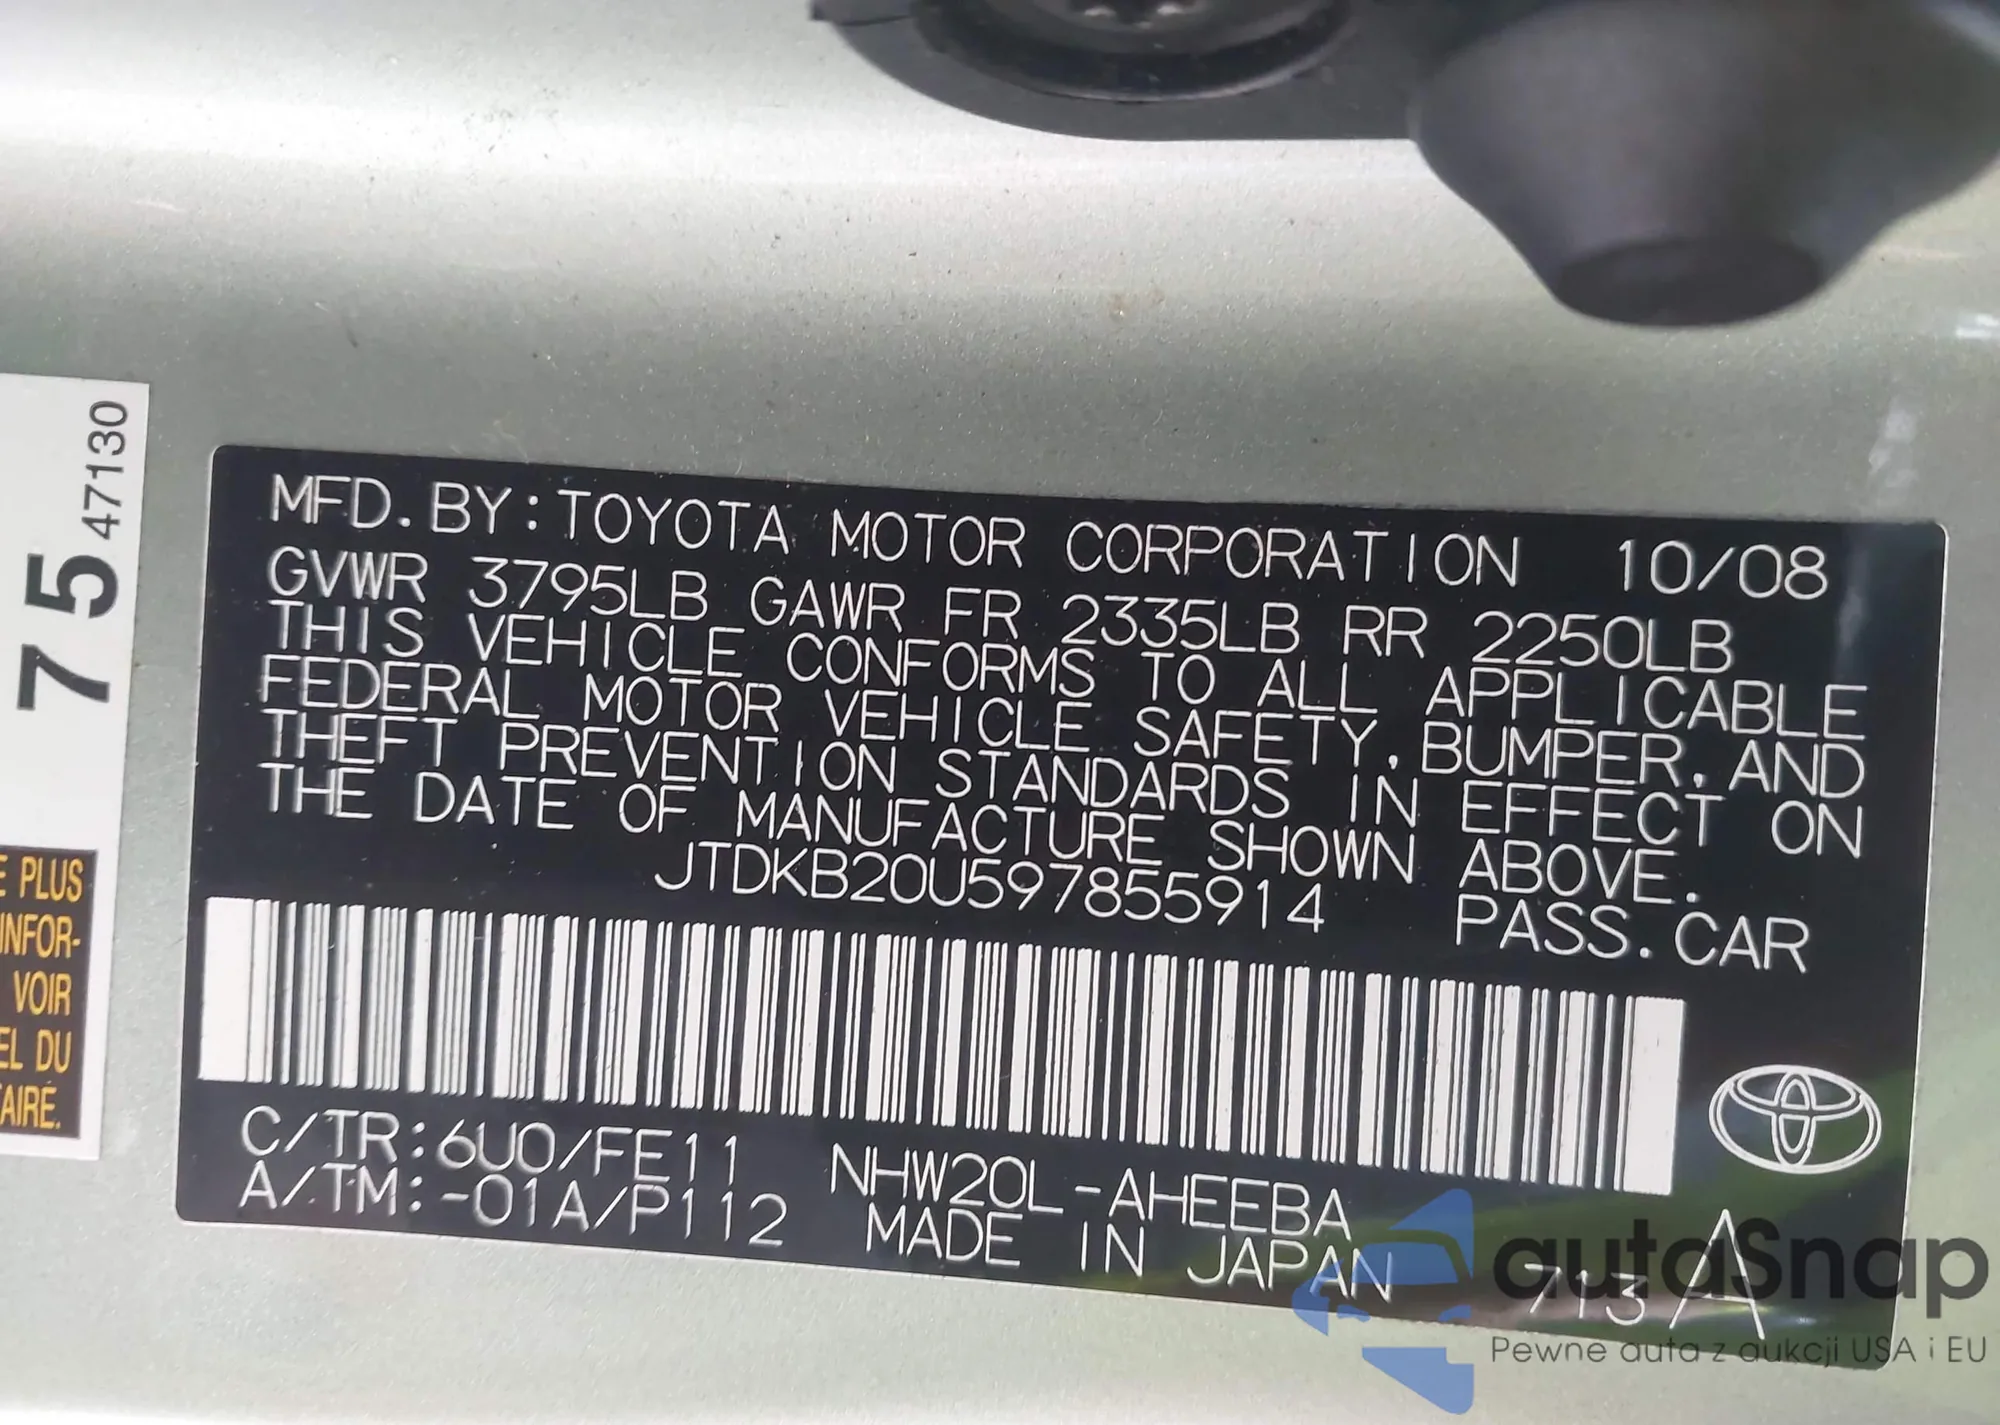 47130
75
E PLUS
INFOR-
VOIR
EL DU
FAIRE.
MFD. BY: TOYOTA MOTOR CORPORATION 10/08
GVWR 3795LB GAWR FR 2335LB RR 2250LB
THIS VEHICLE CONFORMS TO ALL APPLICABLE
FEDERAL MOTOR VEHICLE SAFETY, BUMPER, AND
THEFT PREVENTION STANDARDS IN EFFECT ON
THE DATE OF MANUFACTURE SHOWN ABOVE.
JTDKB20U597855914 PASS. CAR
C/TR: 6U0/FE11 NHW20L-AHEEBA
A/TM: -01A/P112 MADE IN JAPAN 713 A
autaSnap
Pewne auta z aukcji USA i EU